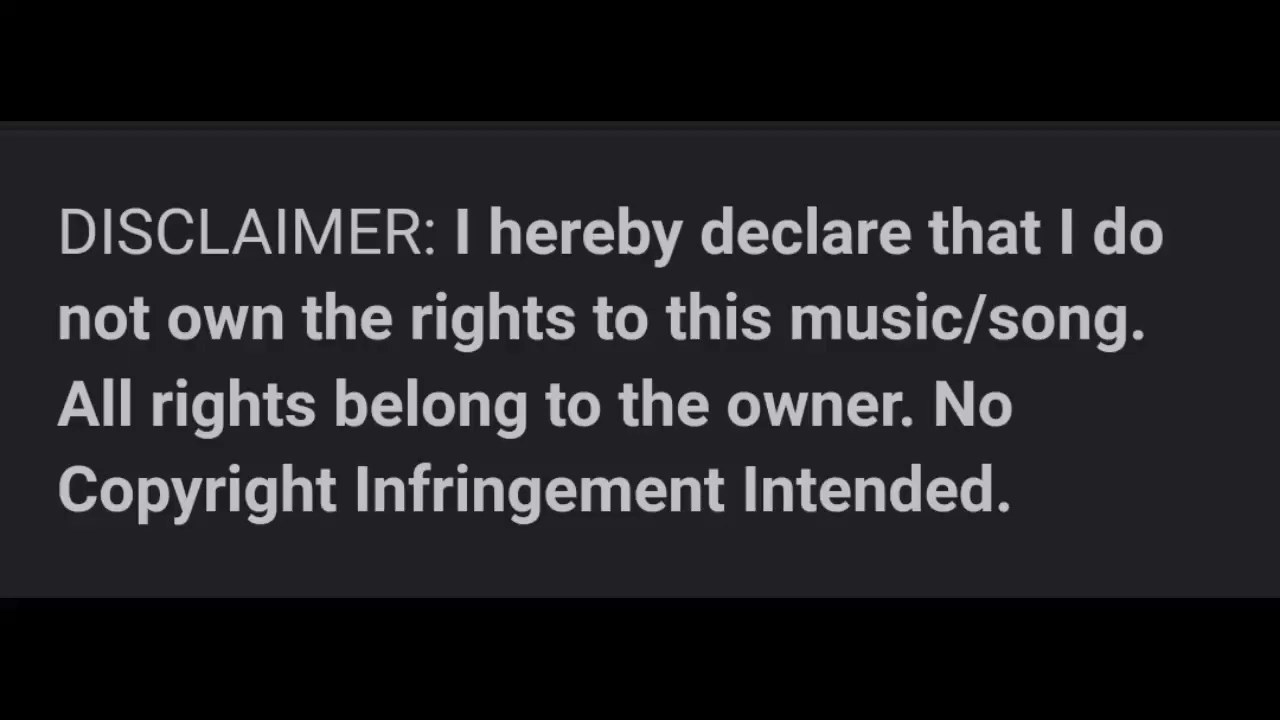 DISCLAIMER: I hereby declare that I do
not own the rights to this music/song.
All rights belong to the owner. No
Copyright Infringement Intended.